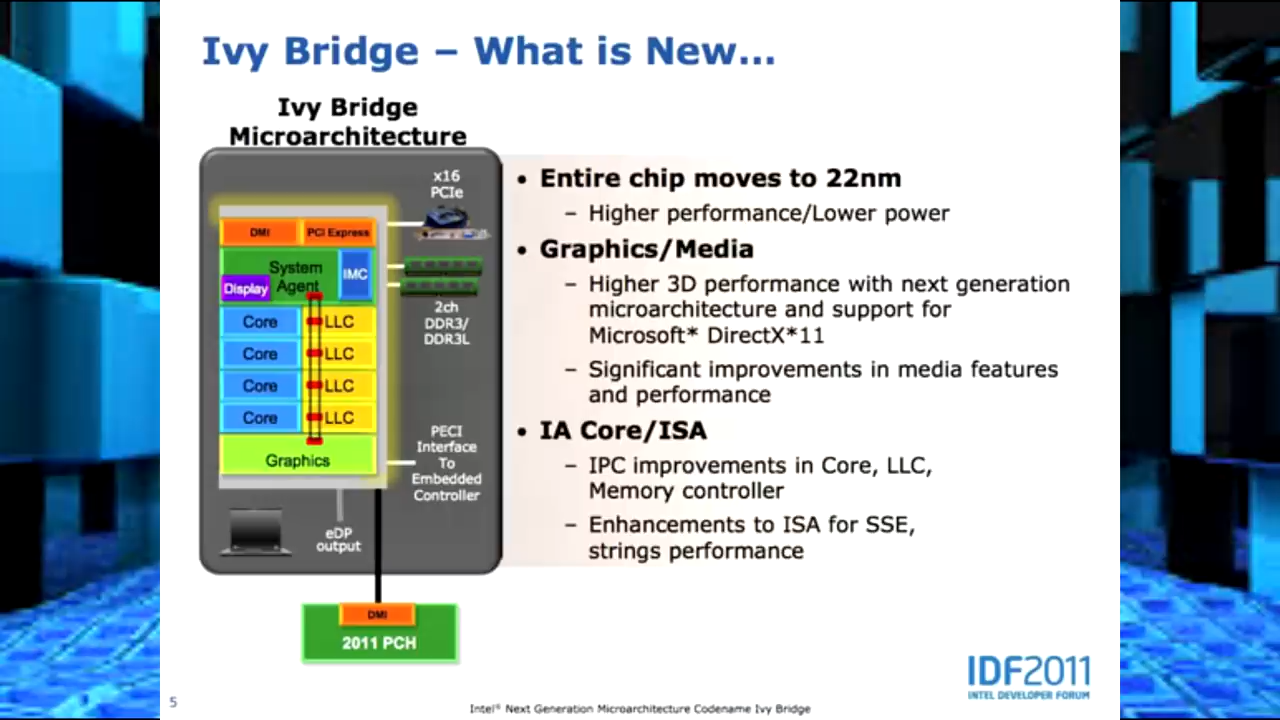 Ivy Bridge – What is New...
Ivy Bridge
Microarchitecture
x16
PCIe
DMI
PCI Express
System
Agent
IMC
Display
2ch
DDR3/
DDR3L
Core
LLC
Core
LLC
Core
LLC
Core
LLC
Graphics
PECI
Interface
To
Embedded
Controller
eDP
output
DMI
2011 PCH
• Entire chip moves to 22nm
– Higher performance/Lower power
• Graphics/Media
– Higher 3D performance with next generation
microarchitecture and support for
Microsoft* DirectX*11
– Significant improvements in media features
and performance
• IA Core/ISA
– IPC improvements in Core, LLC,
Memory controller
– Enhancements to ISA for SSE,
strings performance
IDF2011
INTEL DEVELOPER FORUM
5
Intel® Next Generation Microarchitecture Codename Ivy Bridge